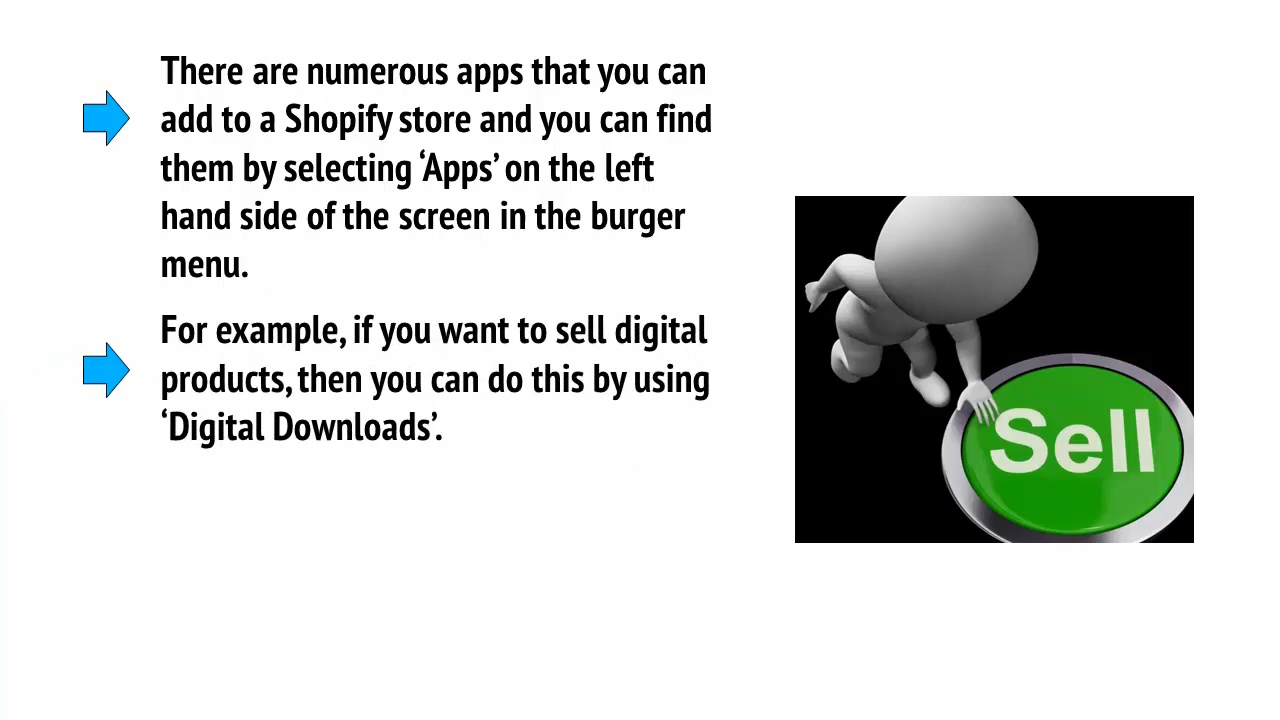 There are numerous apps that you can
add to a Shopify store and you can find
them by selecting ‘Apps’ on the left
hand side of the screen in the burger
menu.
For example, if you want to sell digital
products, then you can do this by using
‘Digital Downloads’.
Sell